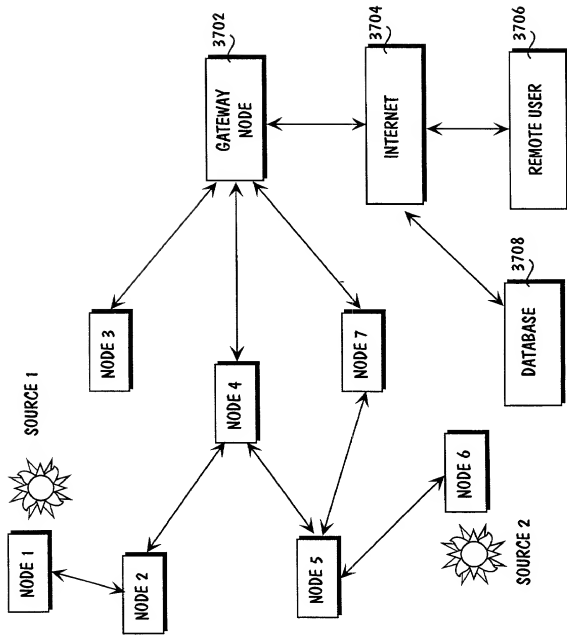 NODE 1
SOURCE 1
NODE 2
NODE 3
NODE 4
NODE 5
NODE 6
SOURCE 2
NODE 7
GATEWAY
NODE
3702
INTERNET
3704
REMOTE USER
3706
DATABASE
3708